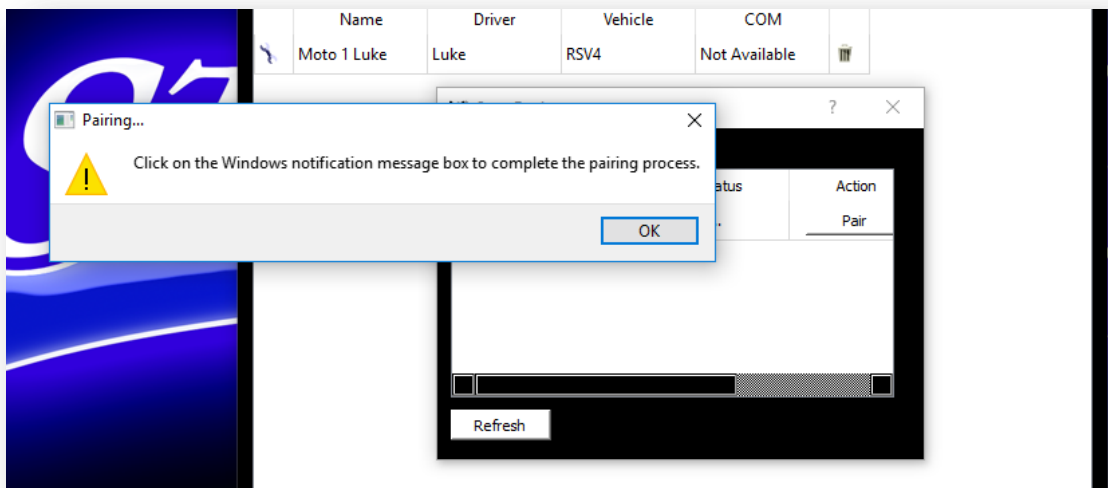 Name Driver Vehicle COM
Moto 1 Luke Luke RSV4 Not Available
Pairing...
?
Click on the Windows notification message box to complete the pairing process.
atus Action
Pair
OK
Refresh